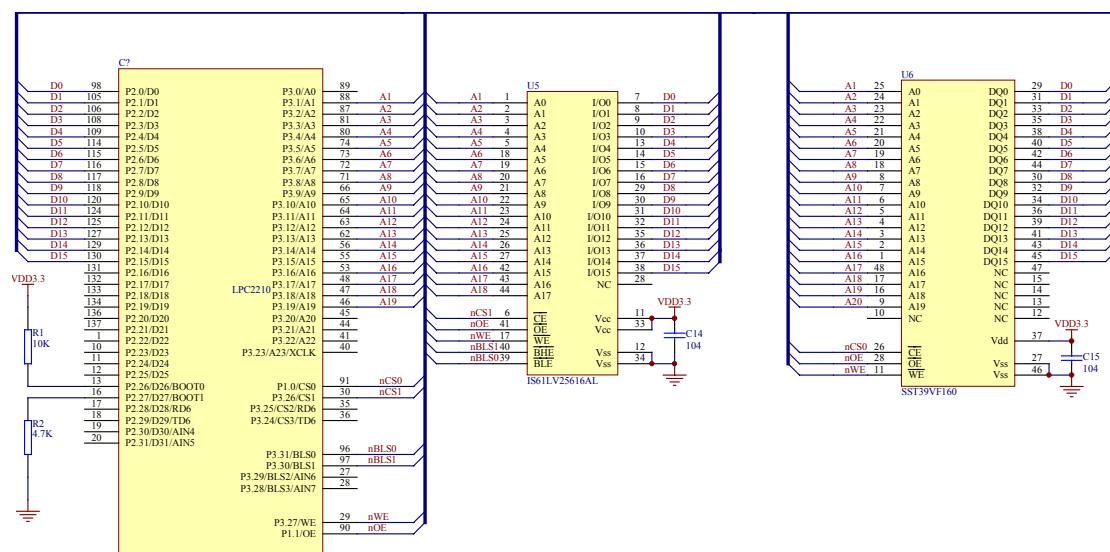 C?
D0 98 P2.0/D0 P3.0/A0 89
D1 105 P2.1/D1 P3.1/A1 88 A1
D2 106 P2.2/D2 P3.2/A2 87 A2
D3 108 P2.3/D3 P3.3/A3 81 A3
D4 109 P2.4/D4 P3.4/A4 80 A4
D5 114 P2.5/D5 P3.5/A5 74 A5
D6 115 P2.6/D6 P3.6/A6 73 A6
D7 116 P2.7/D7 P3.7/A7 72 A7
D8 117 P2.8/D8 P3.8/A8 71 A8
D9 118 P2.9/D9 P3.9/A9 66 A9
D10 120 P2.10/D10 P3.10/A10 65 A10
D11 124 P2.11/D11 P3.11/A11 64 A11
D12 125 P2.12/D12 P3.12/A12 63 A12
D13 127 P2.13/D13 P3.13/A13 62 A13
D14 129 P2.14/D14 P3.14/A14 56 A14
D15 130 P2.15/D15 P3.15/A15 55 A15
131 P2.16/D16 P3.16/A16 53 A16
132 P2.17/D17 P3.17/A17 48 A17
133 P2.18/D18 LPC2210 P3.18/A18 47 A18
134 P2.19/D19 P3.19/A19 46 A19
136 P2.20/D20 P3.20/A20 45
137 P2.21/D21 P3.21/A21 44
1 P2.22/D22 P3.22/A22 41
10 P2.23/D23 P3.23/A23/XCLK 40
11 P2.24/D24
12 P2.25/D25
13 P2.26/D26/BOOT0 P1.0/CS0 91 nCS0
16 P2.27/D27/BOOT1 P3.26/CS1 30 nCS1
17 P2.28/D28/RD6 P3.25/CS2/RD6 35
18 P2.29/D29/TD6 P3.24/CS3/TD6 36
19 P2.30/D30/AIN4
20 P2.31/D31/AIN5
P3.31/BLS0 96 nBLS0
P3.30/BLS1 97 nBLS1
P3.29/BLS2/AIN6 27
P3.28/BLS3/AIN7 28
P3.27/WE 29 nWE
P1.1/OE 90 nOE
VDD3.3
R1
10K
R2
4.7K
U5
A1 1 A0 I/O0 7 D0
A2 2 A1 I/O1 8 D1
A3 3 A2 I/O2 9 D2
A4 4 A3 I/O3 10 D3
A5 5 A4 I/O4 13 D4
A6 18 A5 I/O5 14 D5
A7 19 A6 I/O6 15 D6
A8 20 A7 I/O7 16 D7
A9 21 A8 I/O8 29 D8
A10 22 A9 I/O9 30 D9
A11 23 A10 I/O10 31 D10
A12 24 A11 I/O11 32 D11
A13 25 A12 I/O12 35 D12
A14 26 A13 I/O13 36 D13
A15 27 A14 I/O14 37 D14
A16 42 A15 I/O15 38 D15
A17 43 A16 NC 28
A18 44 A17
nCS1 6 CE Vcc 11
nOE 41 OE Vcc 33
nWE 17 WE
nBLS1 40 BHE Vss 12
nBLS0 39 BLE Vss 34
IS61LV25616AL
VDD3.3
C14
104
U6
A1 25 A0 DQ0 29 D0
A2 24 A1 DQ1 31 D1
A3 23 A2 DQ2 33 D2
A4 22 A3 DQ3 35 D3
A5 21 A4 DQ4 38 D4
A6 20 A5 DQ5 40 D5
A7 19 A6 DQ6 42 D6
A8 18 A7 DQ7 44 D7
A9 8 A8 DQ8 30 D8
A10 7 A9 DQ9 32 D9
A11 6 A10 DQ10 34 D10
A12 5 A11 DQ11 36 D11
A13 4 A12 DQ12 39 D12
A14 3 A13 DQ13 41 D13
A15 2 A14 DQ14 43 D14
A16 1 A15 DQ15 45 D15
A17 48 A16 NC 47
A18 17 A17 NC 15
A19 16 A18 NC 14
A20 9 A19 NC 13
10 NC NC 12
Vdd 37
nCS0 26 CE
nOE 28 OE Vss 27
nWE 11 WE Vss 46
SST39VF160
VDD3.3
C15
104